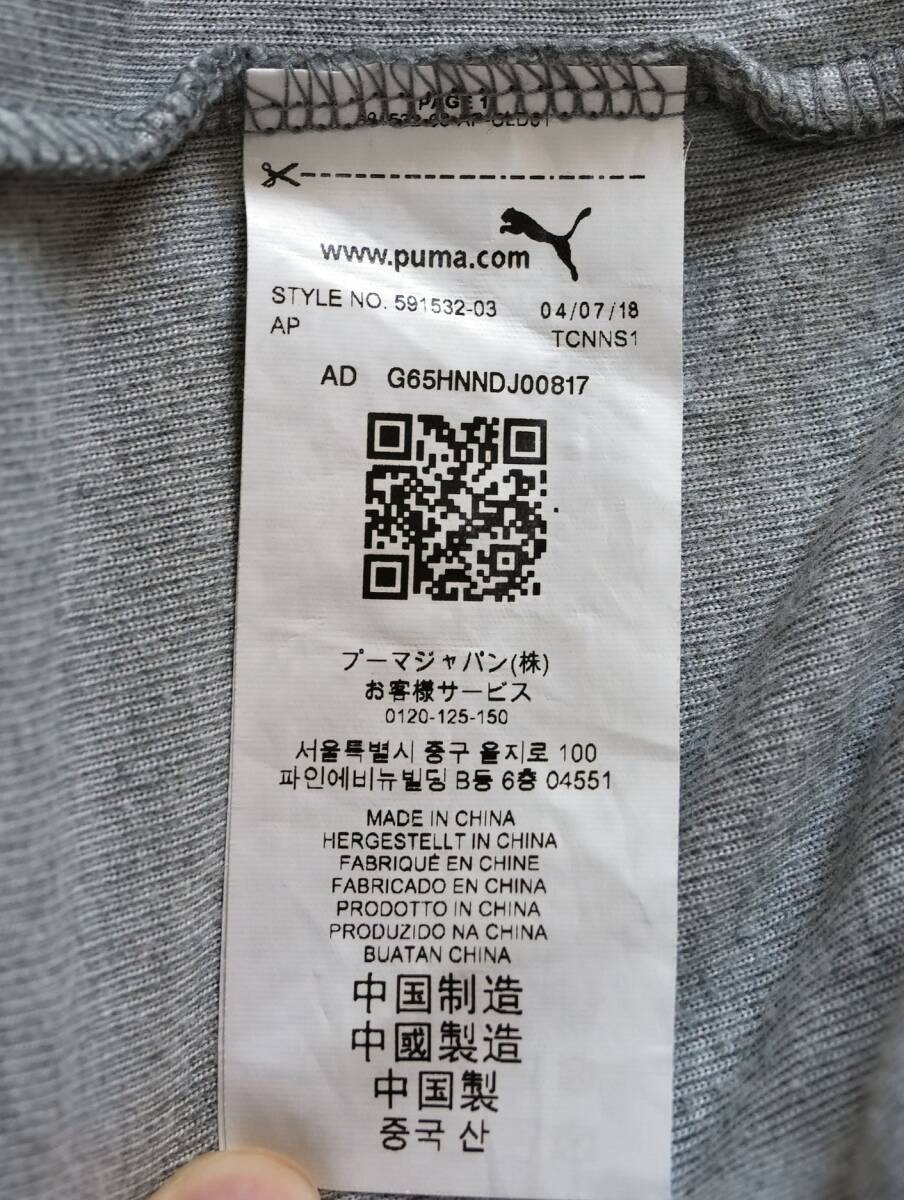 PAGE 1
www.puma.com
STYLE NO. 591532-03 04/07/18
AP TCNNS1
AD G65HNNDJ00817
プーマジャパン(株)
お客様サービス
0120-125-150
서울특별시 중구 을지로 100
파인에비뉴빌딩 B동 6층 04551
MADE IN CHINA
HERGESTELLT IN CHINA
FABRIQUÉ EN CHINE
FABRICADO EN CHINA
PRODOTTO IN CHINA
PRODUZIDO NA CHINA
BUATAN CHINA
中国制造
中國製造
中国製
중국 산